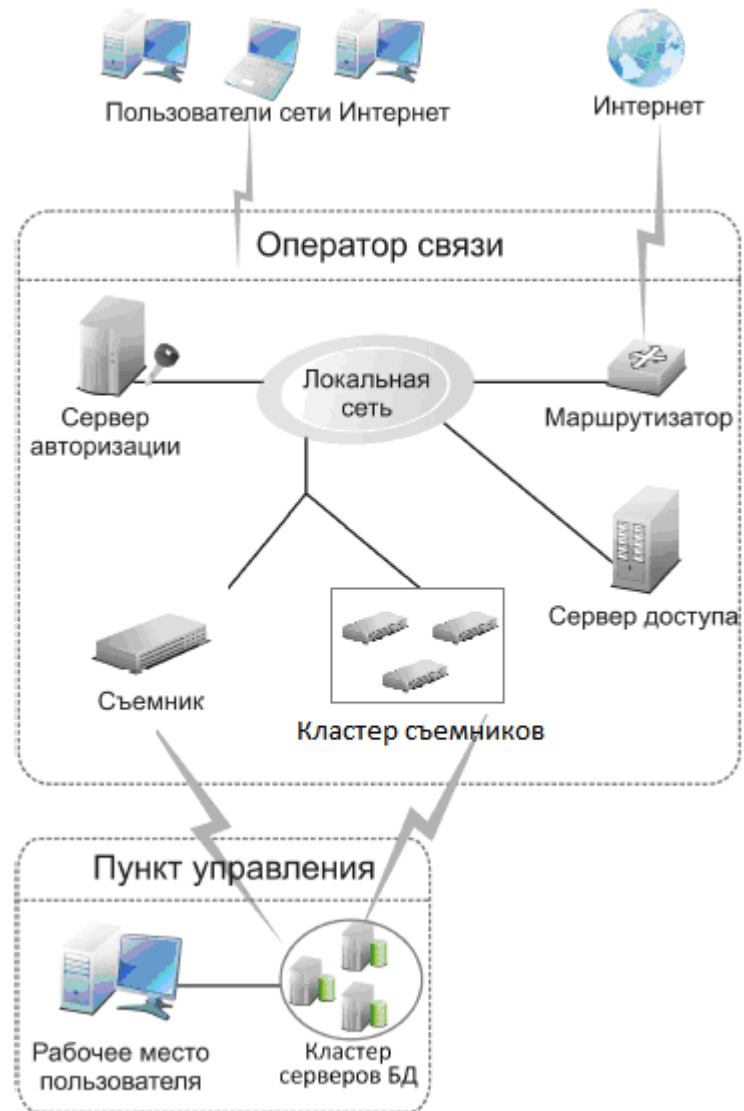 Пользователи сети Интернет
Интернет
Оператор связи
Локальная
сеть
Сервер
авторизации
Маршрутизатор
Сервер доступа
Съемник
Кластер съемников
Пункт управления
Рабочее место
пользователя
Кластер
серверов БД